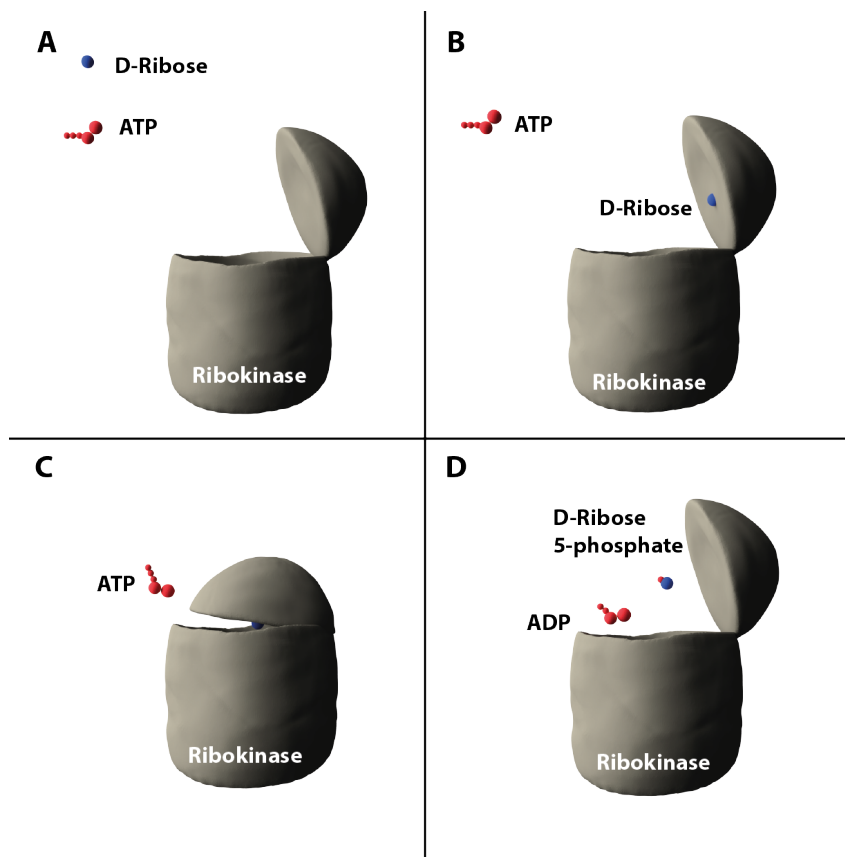 A
D-Ribose
ATP
Ribokinase
B
ATP
D-Ribose
Ribokinase
C
ATP
Ribokinase
D
D-Ribose
5-phosphate
ADP
Ribokinase